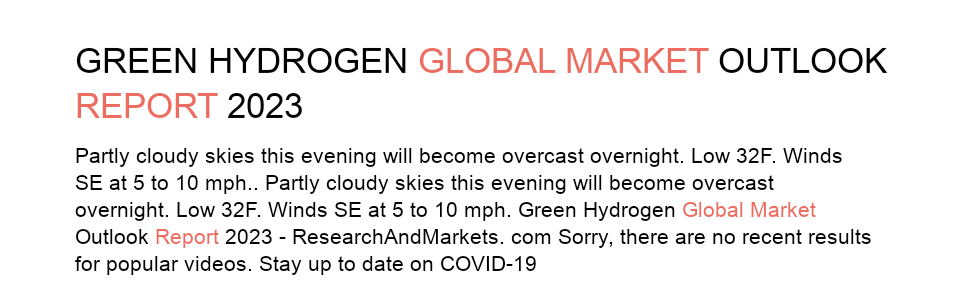 GREEN HYDROGEN GLOBAL MARKET OUTLOOK
REPORT 2023
Partly cloudy skies this evening will become overcast overnight. Low 32F. Winds
SE at 5 to 10 mph.. Partly cloudy skies this evening will become overcast
overnight. Low 32F. Winds SE at 5 to 10 mph. Green Hydrogen Global Market
Outlook Report 2023 - ResearchAndMarkets. com Sorry, there are no recent results
for popular videos. Stay up to date on COVID-19